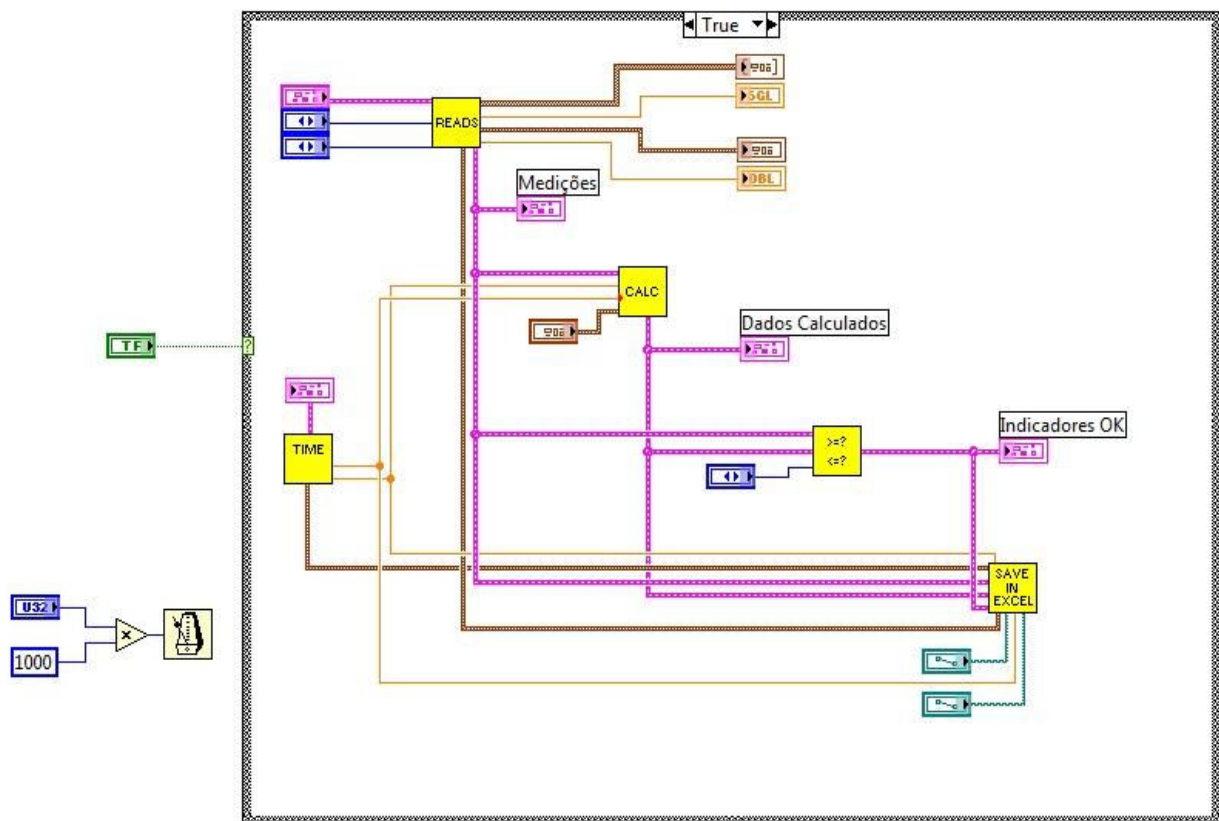 True
SGL
READS
DBL
Medições
CALC
Dados Calculados
TF
?
Indicadores OK
TIME
>=?
<=?
SAVE
IN
EXCEL
U32
×
1000